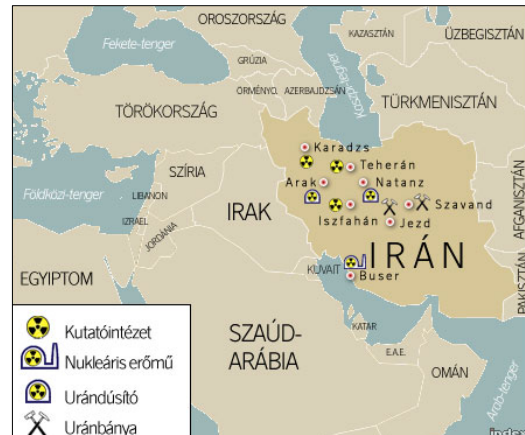 OROSZORSZÁG
KAZASZTÁN
ÜZBEGISZTÁN
Fekete-tenger
GRÚZIA
Kaszpi-tenger
ÖRMÉNYO.
AZERBAJDZSÁN
TÖRÖKORSZÁG
TÜRKMENISZTÁN
Karadzs
Teherán
SZÍRIA
Arak
Natanz
Földközi-tenger
LIBANON
IRAK
Szavand
AFGANISZTÁN
IZRAEL
Iszfahán
Jezd
JORDÁNIA
IRÁN
EGYIPTOM
KUVAIT
Buser
PAKISZTÁN
Kutatóintézet
KATAR
SZAÚD-
ARÁBIA
Nukleáris erőmű
E.A.E.
OMÁN
Urándúsító
Arab-tenger
Uránbánya